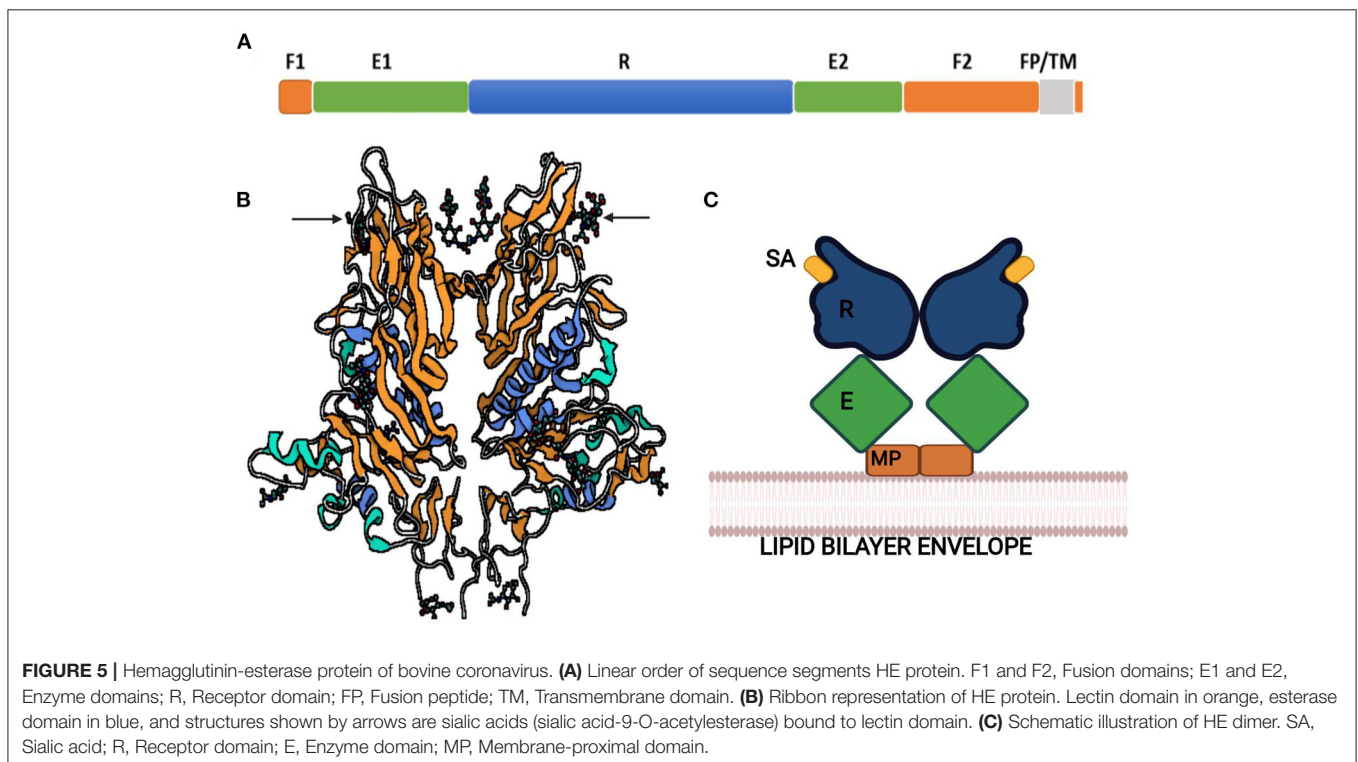 A
F1 E1 R E2 F2 FP/TM
B
C
SA
R
E
MP
LIPID BILAYER ENVELOPE
FIGURE 5 | Hemagglutinin-esterase protein of bovine coronavirus. (A) Linear order of sequence segments HE protein. F1 and F2, Fusion domains; E1 and E2,
Enzyme domains; R, Receptor domain; FP, Fusion peptide; TM, Transmembrane domain. (B) Ribbon representation of HE protein. Lectin domain in orange, esterase
domain in blue, and structures shown by arrows are sialic acids (sialic acid-9-O-acetylesterase) bound to lectin domain. (C) Schematic illustration of HE dimer. SA,
Sialic acid; R, Receptor domain; E, Enzyme domain; MP, Membrane-proximal domain.